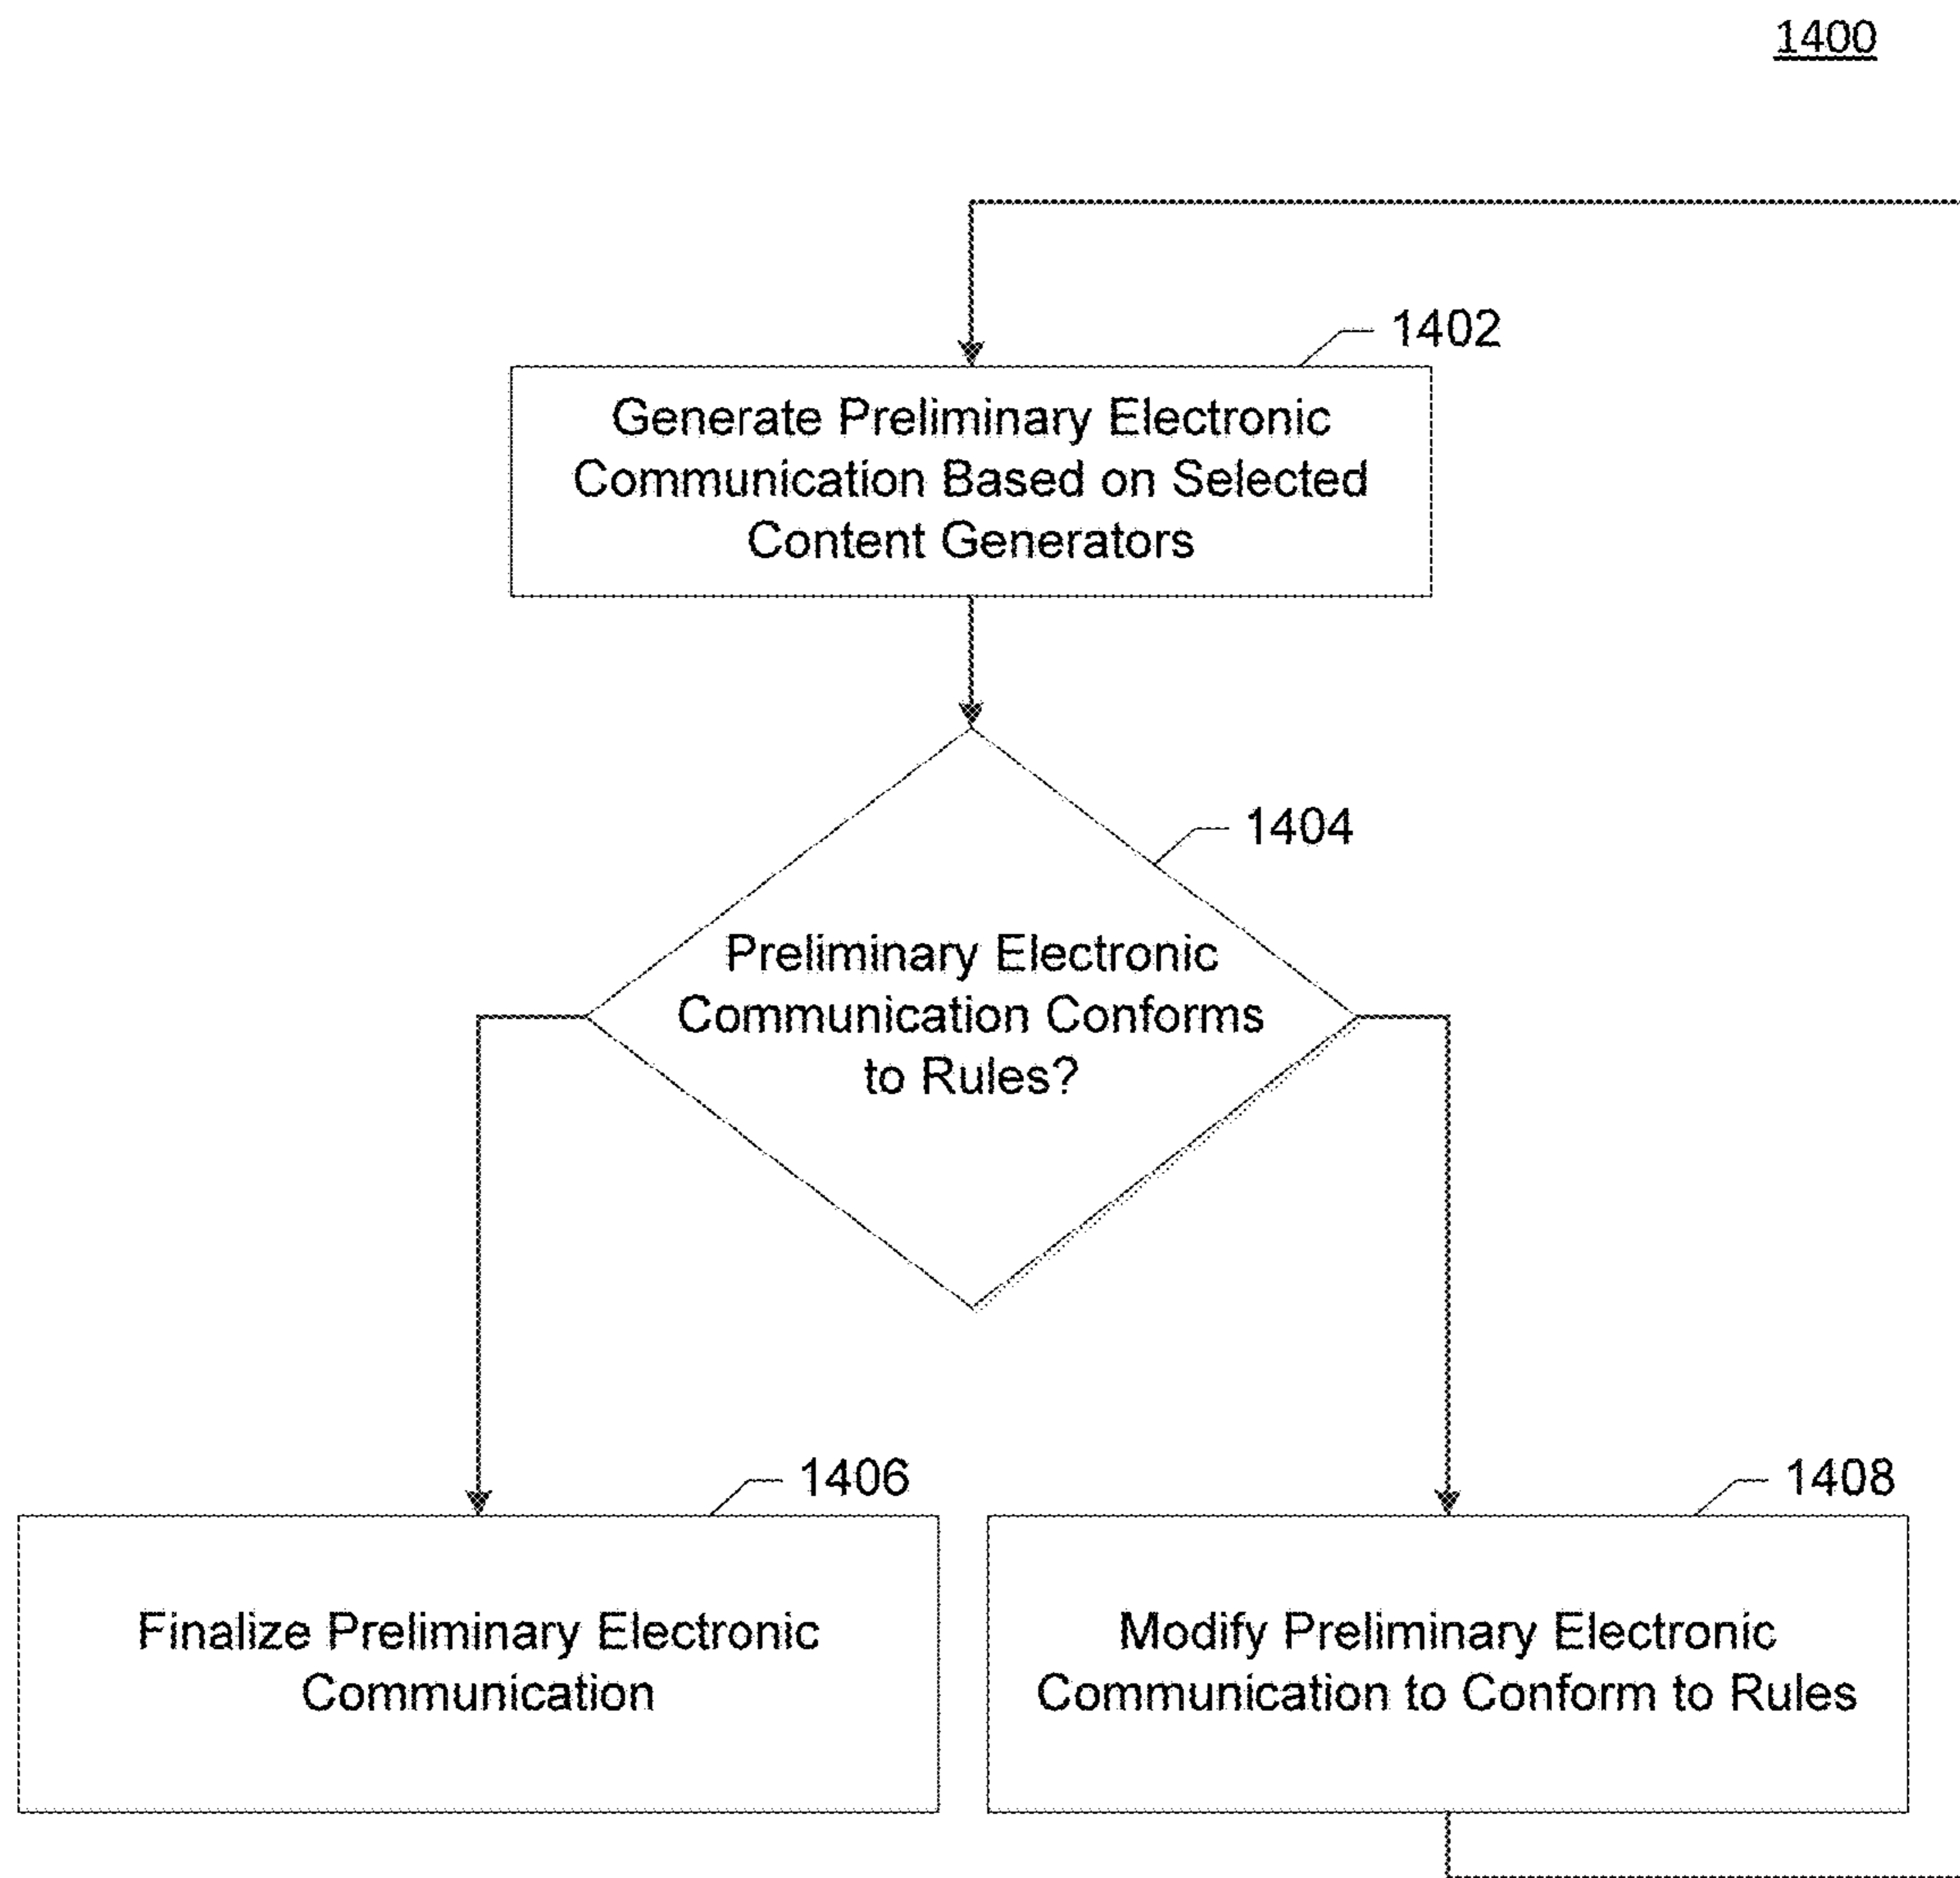 1400
1402
Generate Preliminary Electronic
Communication Based on Selected
Content Generators
1404
Preliminary Electronic
Communication Conforms
to Rules?
1406
Finalize Preliminary Electronic
Communication
1408
Modify Preliminary Electronic
Communication to Conform to Rules